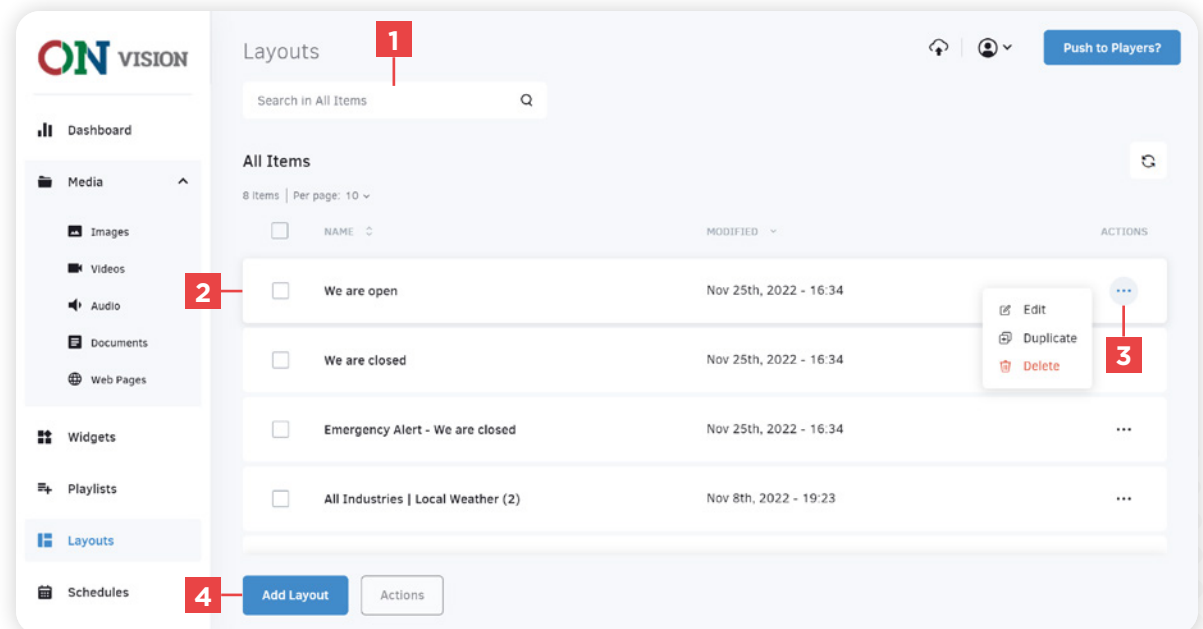 ON VISION
Dashboard
Media
Images
Videos
Audio
Documents
Web Pages
Widgets
Playlists
Layouts
Schedules
Layouts
1
Push to Players?
Search in All Items
All Items
8 Items | Per page: 10
NAME
MODIFIED
ACTIONS
2
We are open
Nov 25th, 2022 - 16:34
...
Edit
Duplicate
Delete
3
We are closed
Nov 25th, 2022 - 16:34
Emergency Alert - We are closed
Nov 25th, 2022 - 16:34
...
All Industries | Local Weather (2)
Nov 8th, 2022 - 19:23
...
4
Add Layout
Actions